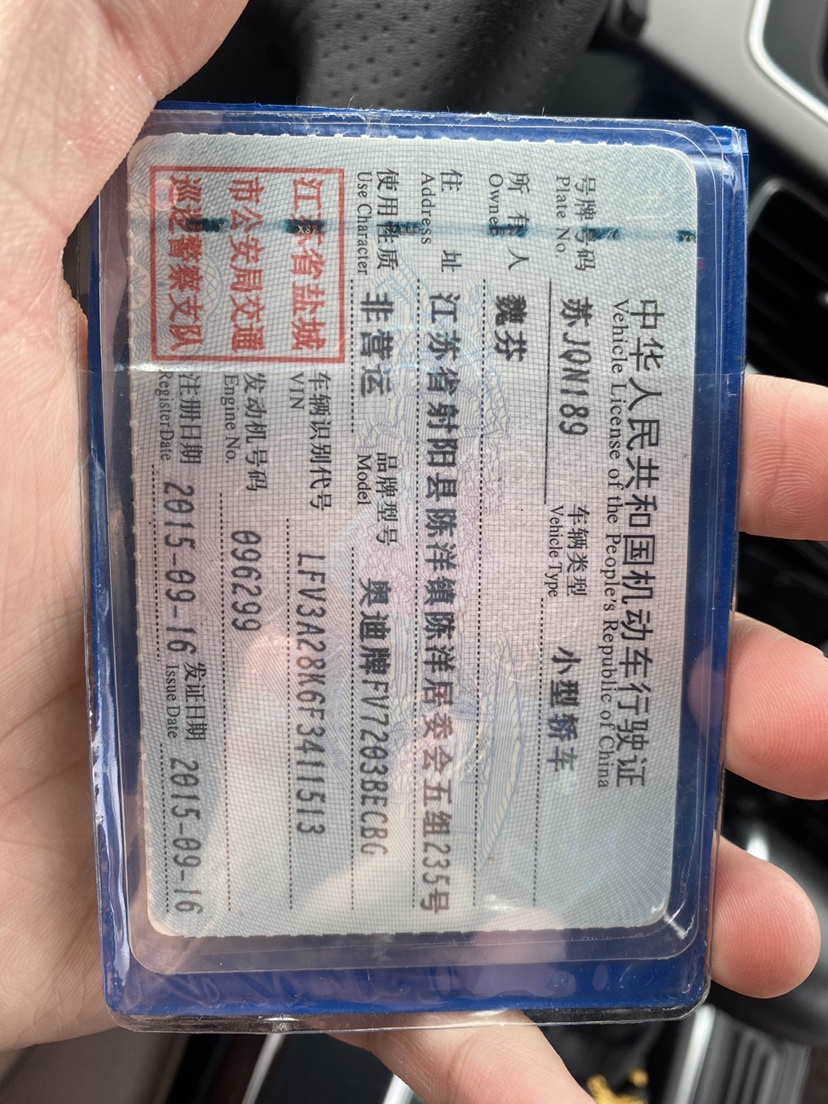 中华人民共和国机动车行驶证
Vehicle License of the People's Republic of China
号牌号码 苏JQN189 车辆类型 小型轿车
Plate No. Vehicle Type
所有人 魏芬
Owner
住址 江苏省射阳县陈洋镇陈洋居委会五组235号
Address
使用性质 非营运 品牌型号 奥迪牌FV7203BECBG
Use Character Model
江苏省盐城
市公安局交通
巡逻警察支队
车辆识别代号 LFV3A28K6F3411513
VIN
发动机号码 096299
Engine No.
注册日期 2015-09-16 发证日期 2015-09-16
Register Date Issue Date